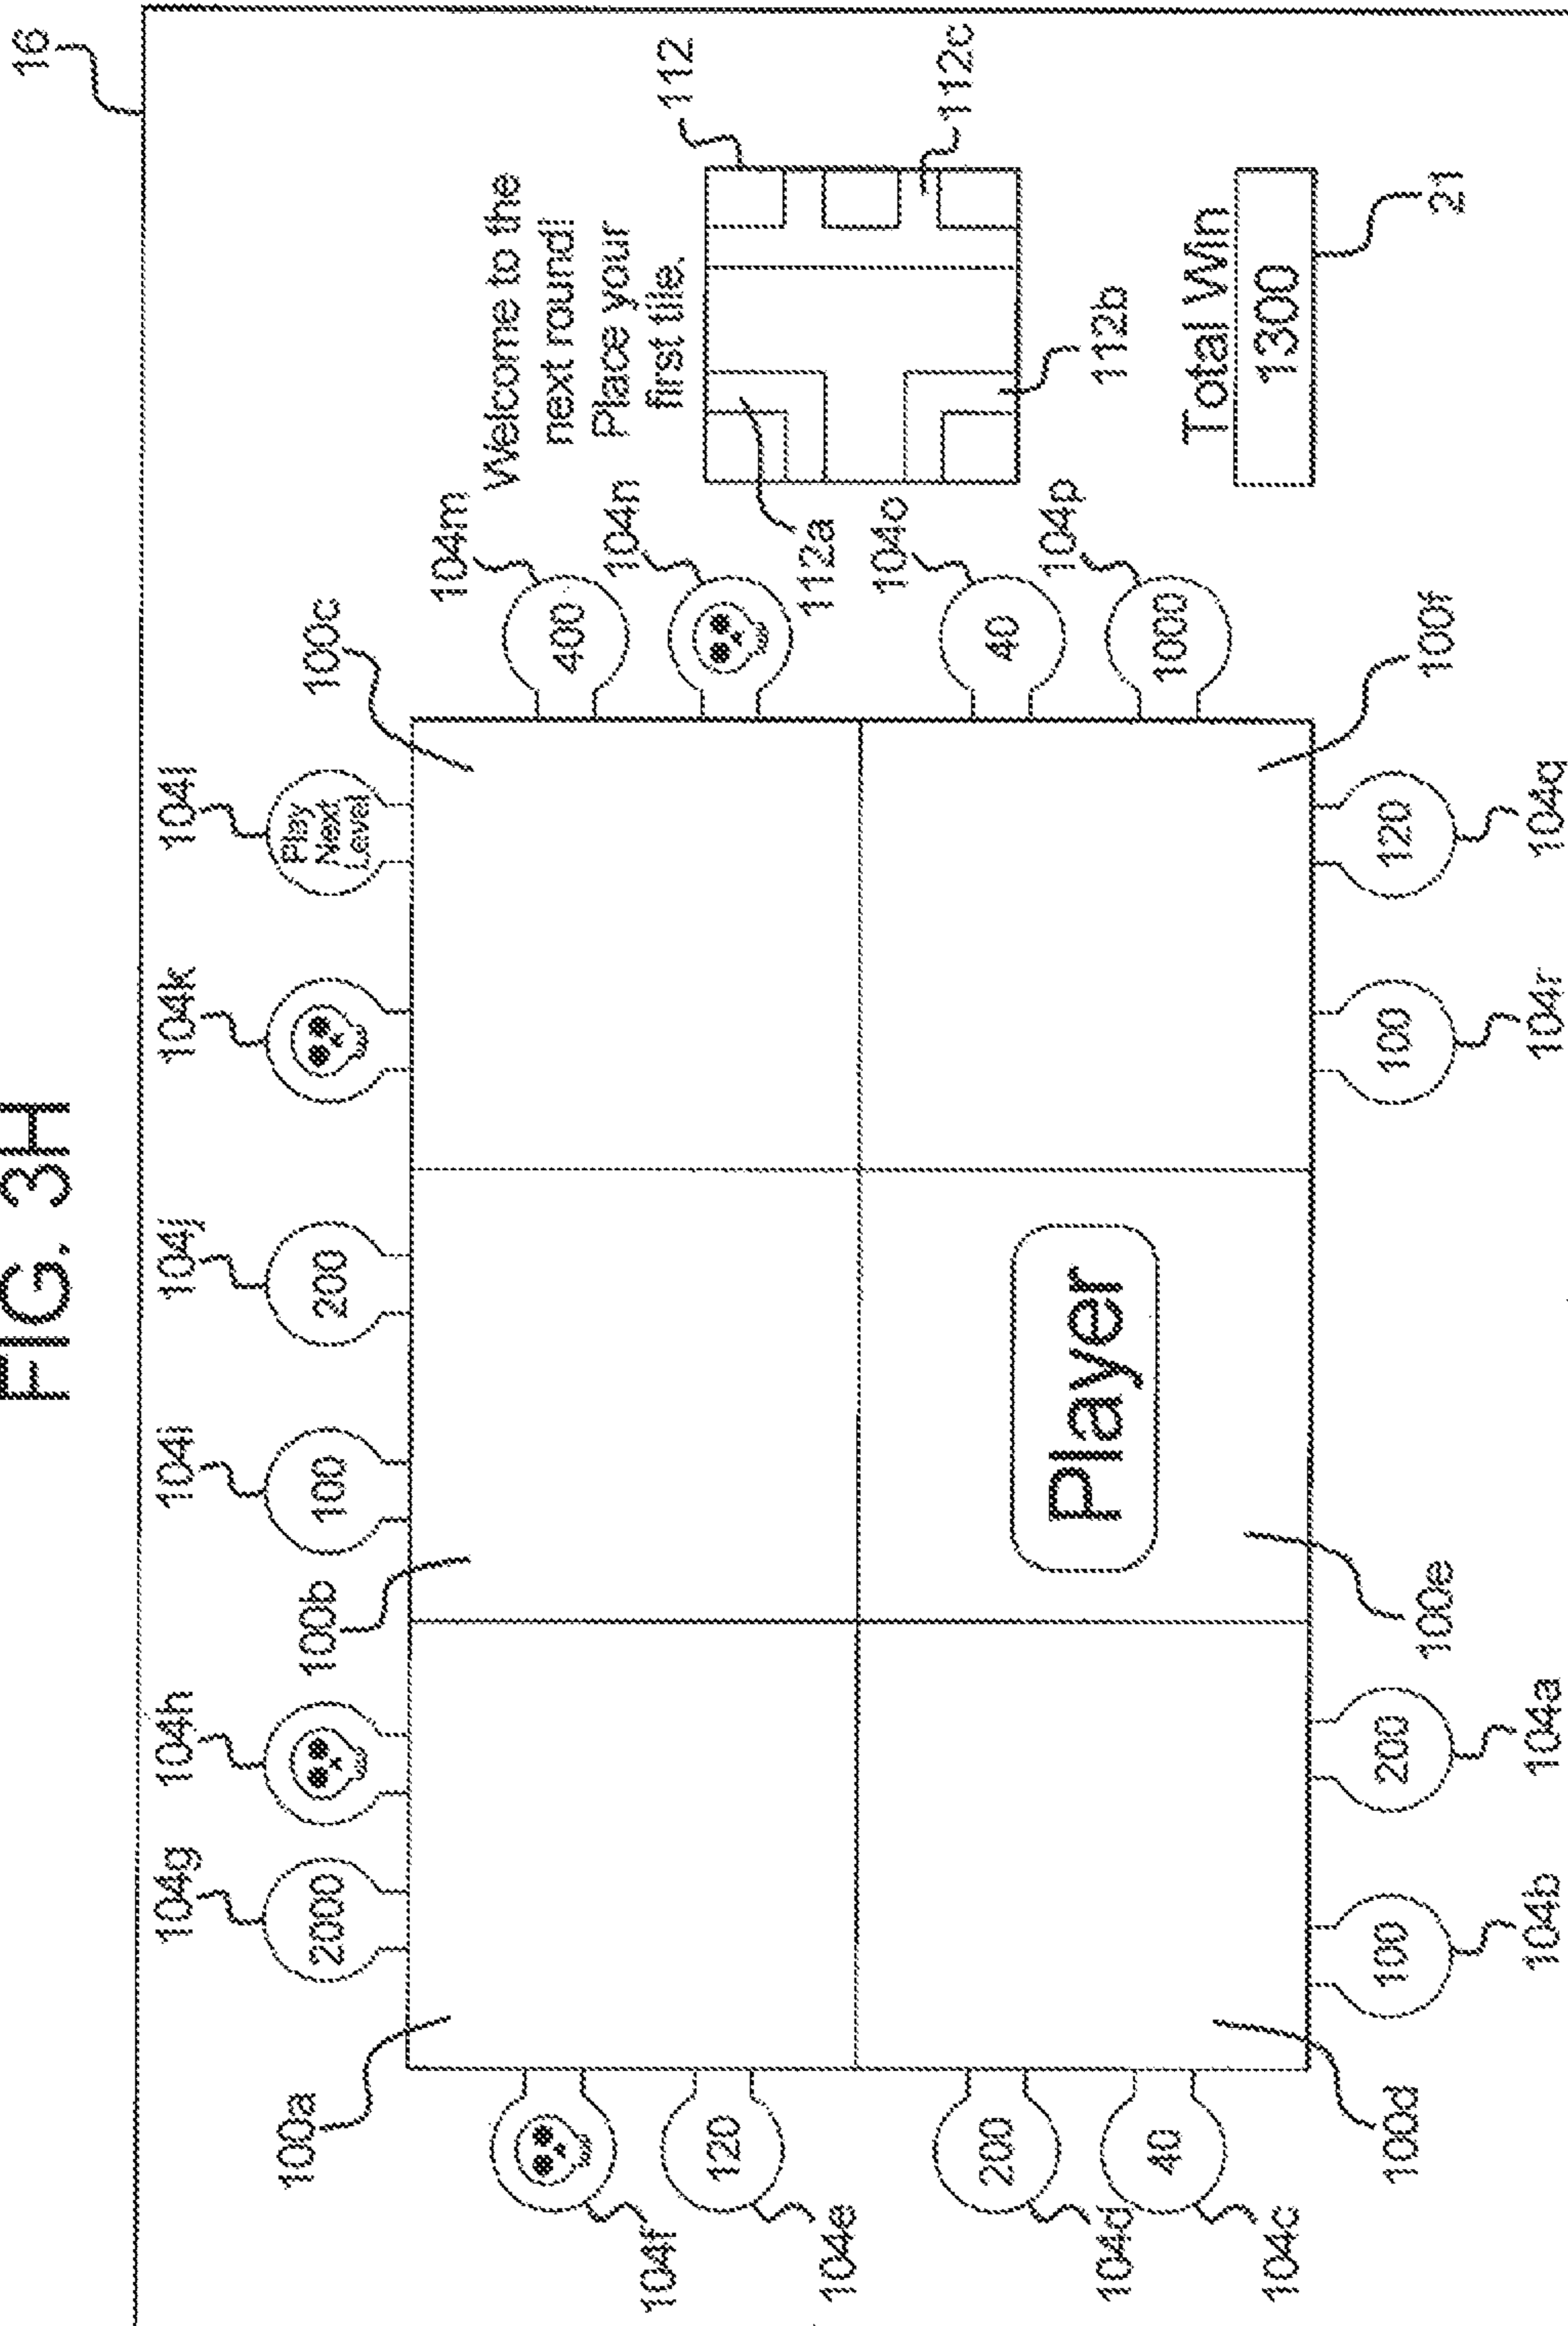 FIG. 3H
16
104g
104h
104i
104j
104k
104l
2000
100
200
Play
Next
Level
100a
100b
100c
104f
104m
400
Welcome to the
next round!
Place your
first tile.
104e
120
104n
112
112a
112b
112c
104d
200
104o
40
Player
104c
40
104p
1000
Total Win
1300
21
100d
100e
100f
100
200
100
120
104b
104a
104r
104q